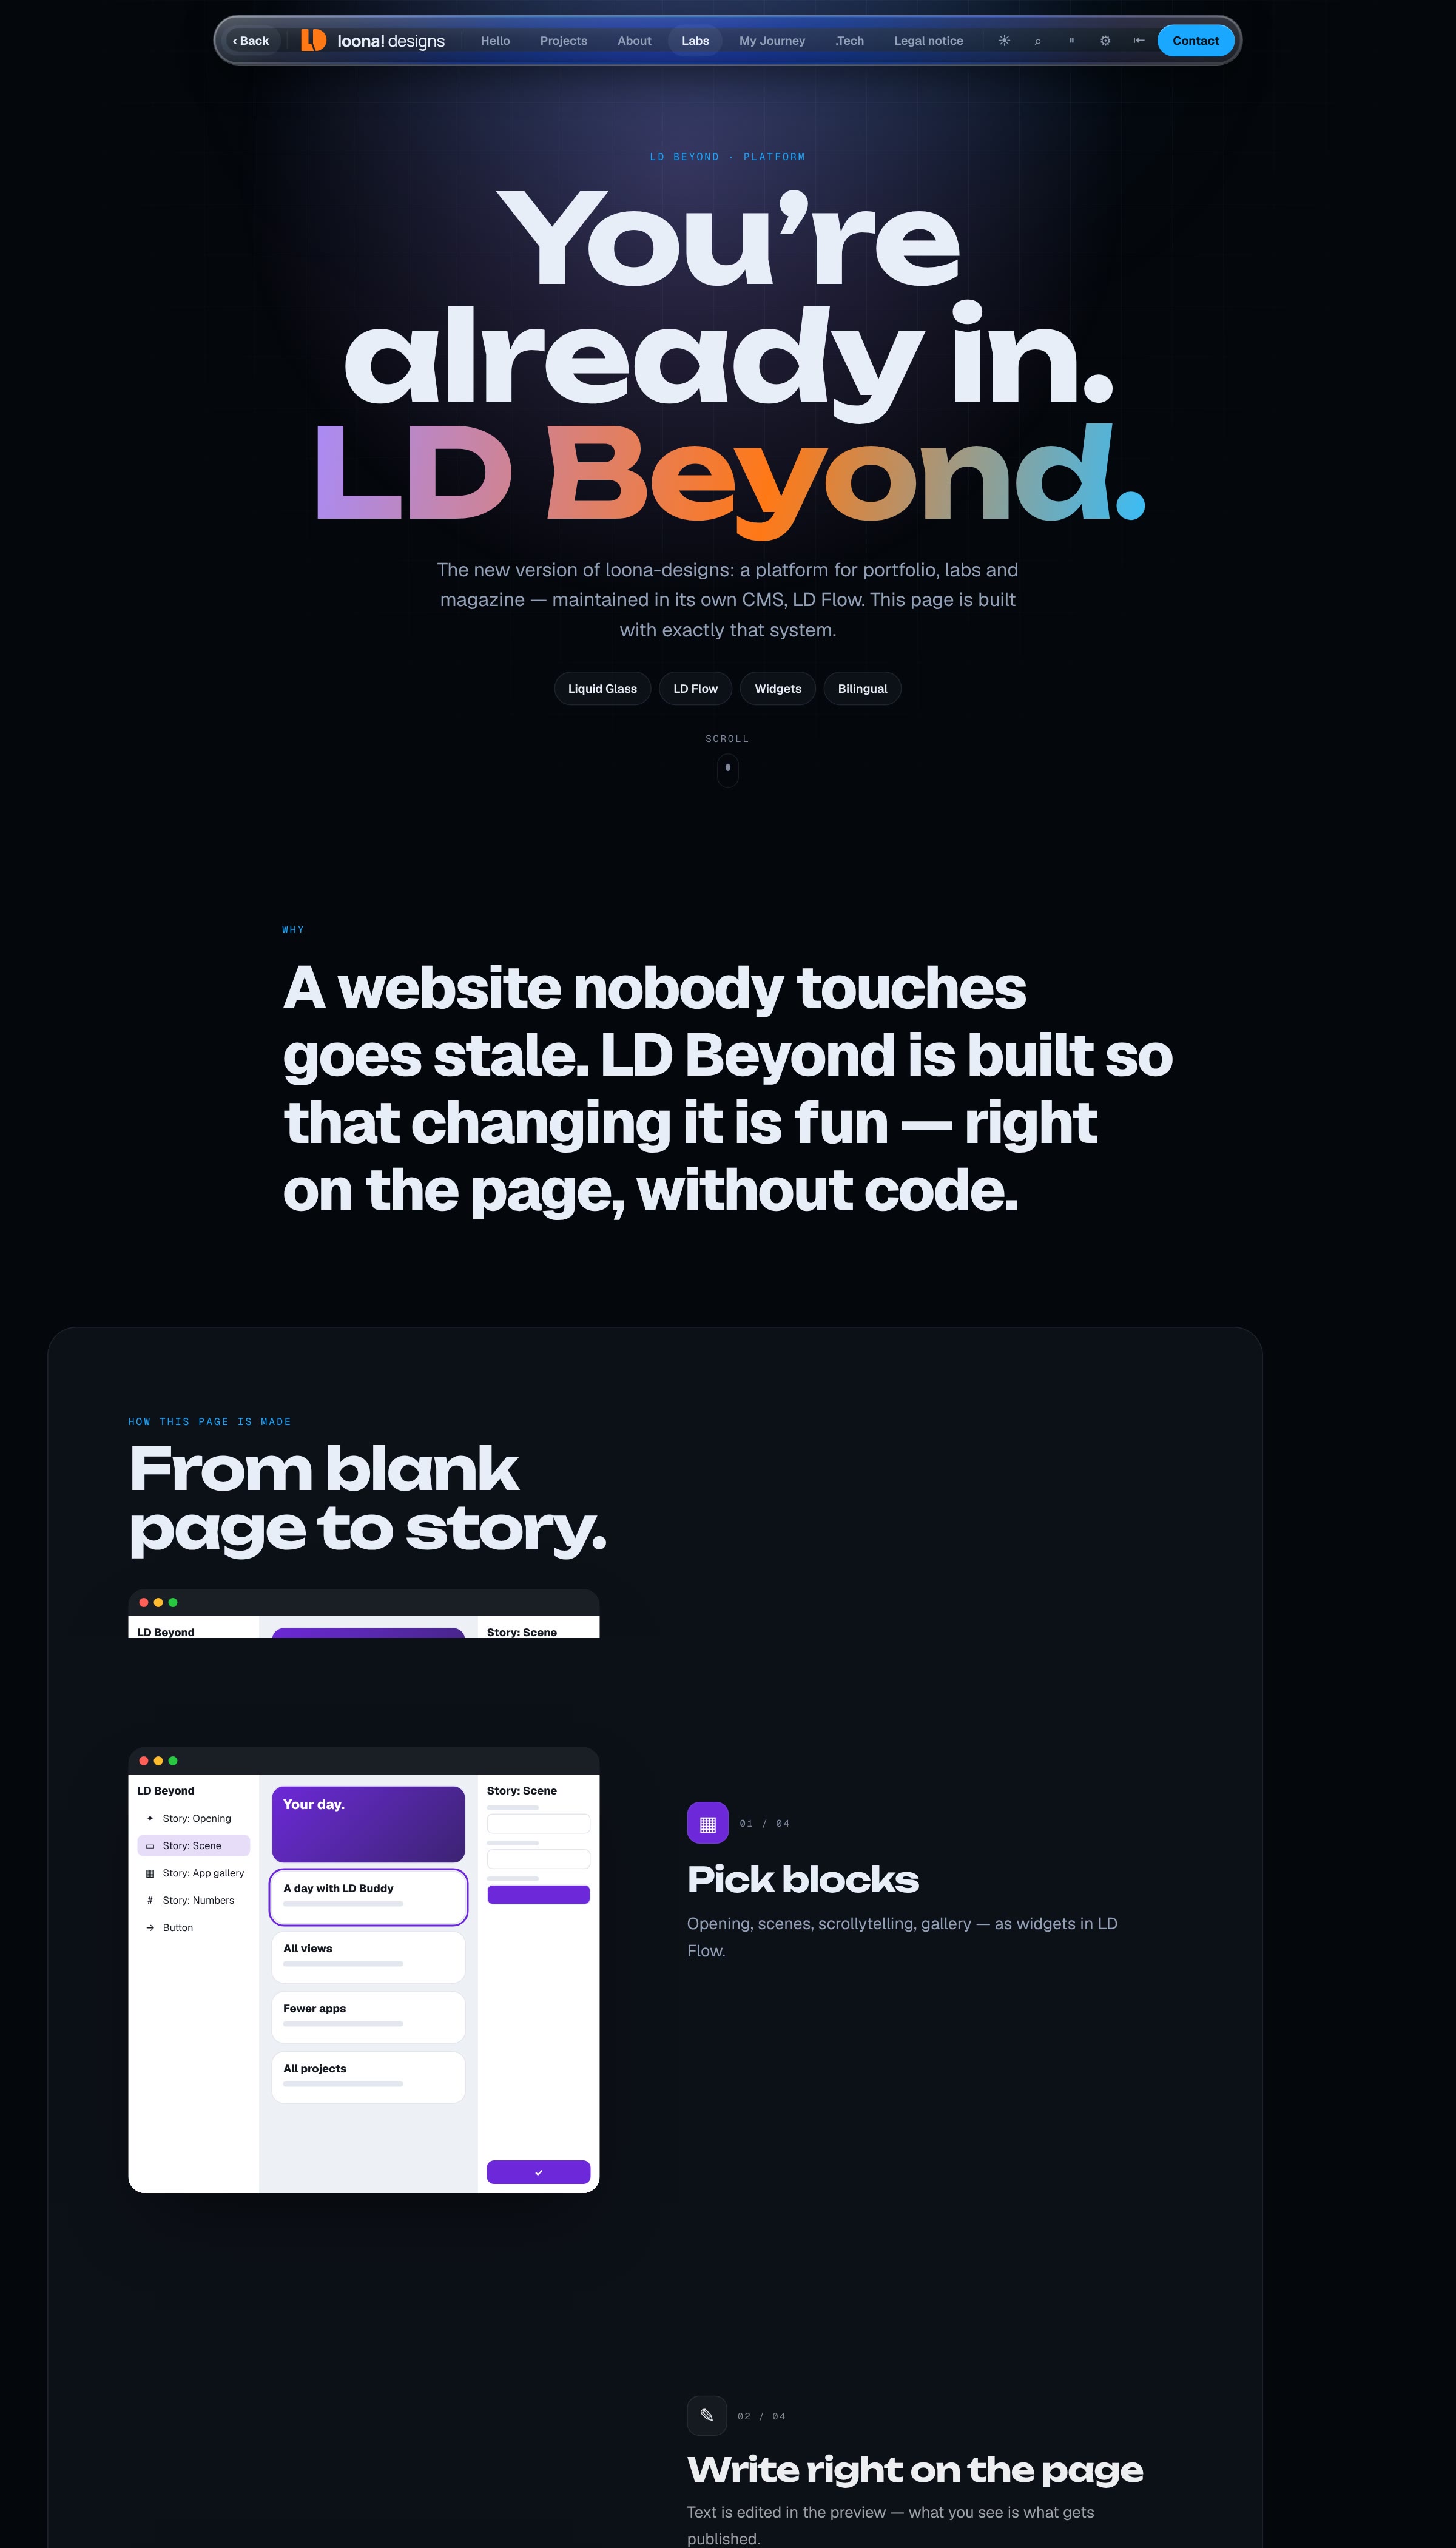 ‹ Back
loona! designs
Hello
Projects
About
Labs
My Journey
.Tech
Legal notice
Contact
LD BEYOND · PLATFORM
You’re
already in.
LD Beyond.
The new version of loona-designs: a platform for portfolio, labs and
magazine — maintained in its own CMS, LD Flow. This page is built
with exactly that system.
Liquid Glass
LD Flow
Widgets
Bilingual
SCROLL
WHY
A website nobody touches
goes stale. LD Beyond is built so
that changing it is fun — right
on the page, without code.
HOW THIS PAGE IS MADE
From blank
page to story.
LD Beyond
Story: Scene
LD Beyond
Story: Opening
Story: Scene
Story: App gallery
# Story: Numbers
→ Button
Your day.
A day with LD Buddy
All views
Fewer apps
All projects
Story: Scene
✓
01 / 04
Pick blocks
Opening, scenes, scrollytelling, gallery — as widgets in LD
Flow.
02 / 04
Write right on the page
Text is edited in the preview — what you see is what gets
published.